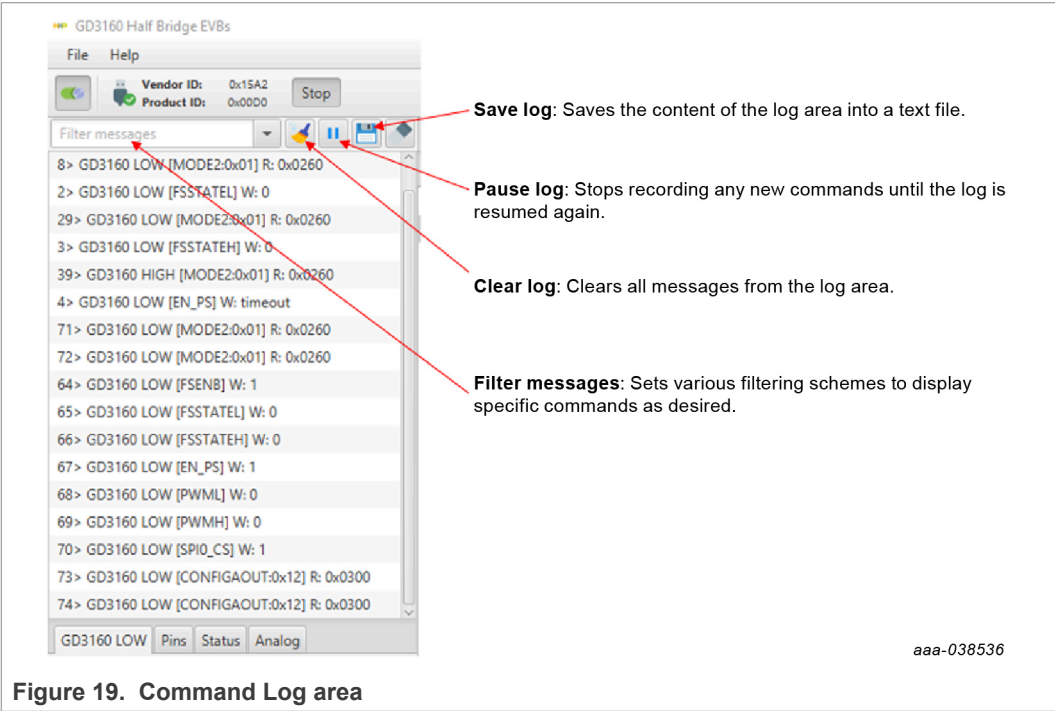 GD3160 Half Bridge EVBs
File Help
Vendor ID: 0x15A2
Product ID: 0x00D0
Stop
Filter messages
8> GD3160 LOW [MODE2:0x01] R: 0x0260
2> GD3160 LOW [FSSTATEL] W: 0
29> GD3160 LOW [MODE2:0x01] R: 0x0260
3> GD3160 LOW [FSSTATEH] W: 0
39> GD3160 HIGH [MODE2:0x01] R: 0x0260
4> GD3160 LOW [EN_PS] W: timeout
71> GD3160 LOW [MODE2:0x01] R: 0x0260
72> GD3160 LOW [MODE2:0x01] R: 0x0260
64> GD3160 LOW [FSENB] W: 1
65> GD3160 LOW [FSSTATEL] W: 0
66> GD3160 LOW [FSSTATEH] W: 0
67> GD3160 LOW [EN_PS] W: 1
68> GD3160 LOW [PWML] W: 0
69> GD3160 LOW [PWMH] W: 0
70> GD3160 LOW [SPI0_CS] W: 1
73> GD3160 LOW [CONFIGAOUT:0x12] R: 0x0300
74> GD3160 LOW [CONFIGAOUT:0x12] R: 0x0300
GD3160 LOW Pins Status Analog
Save log: Saves the content of the log area into a text file.
Pause log: Stops recording any new commands until the log is
resumed again.
Clear log: Clears all messages from the log area.
Filter messages: Sets various filtering schemes to display
specific commands as desired.
aaa-038536
Figure 19. Command Log area